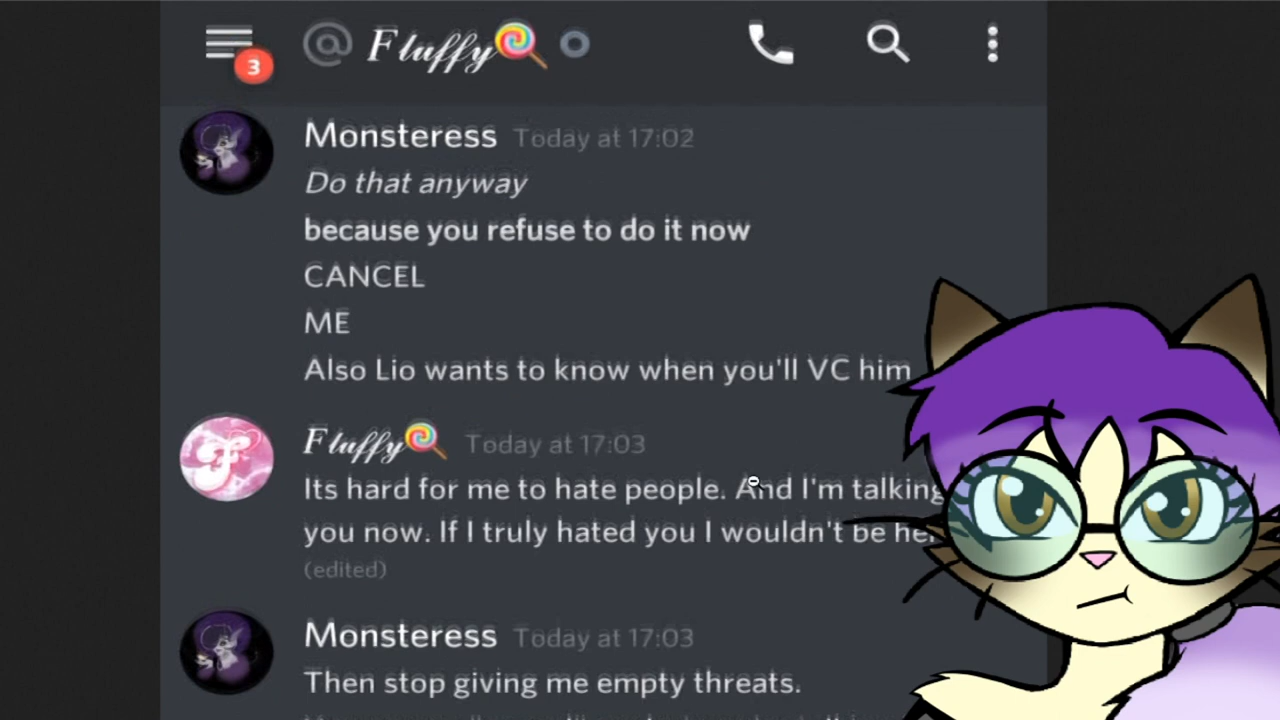 3
@ Fluffy🍭
Monsteress Today at 17:02
Do that anyway
because you refuse to do it now
CANCEL
ME
Also Lio wants to know when you'll VC him
Fluffy🍭 Today at 17:03
Its hard for me to hate people. And I'm talking
you now. If I truly hated you I wouldn't be
(edited)
Monsteress Today at 17:03
Then stop giving me empty threats.